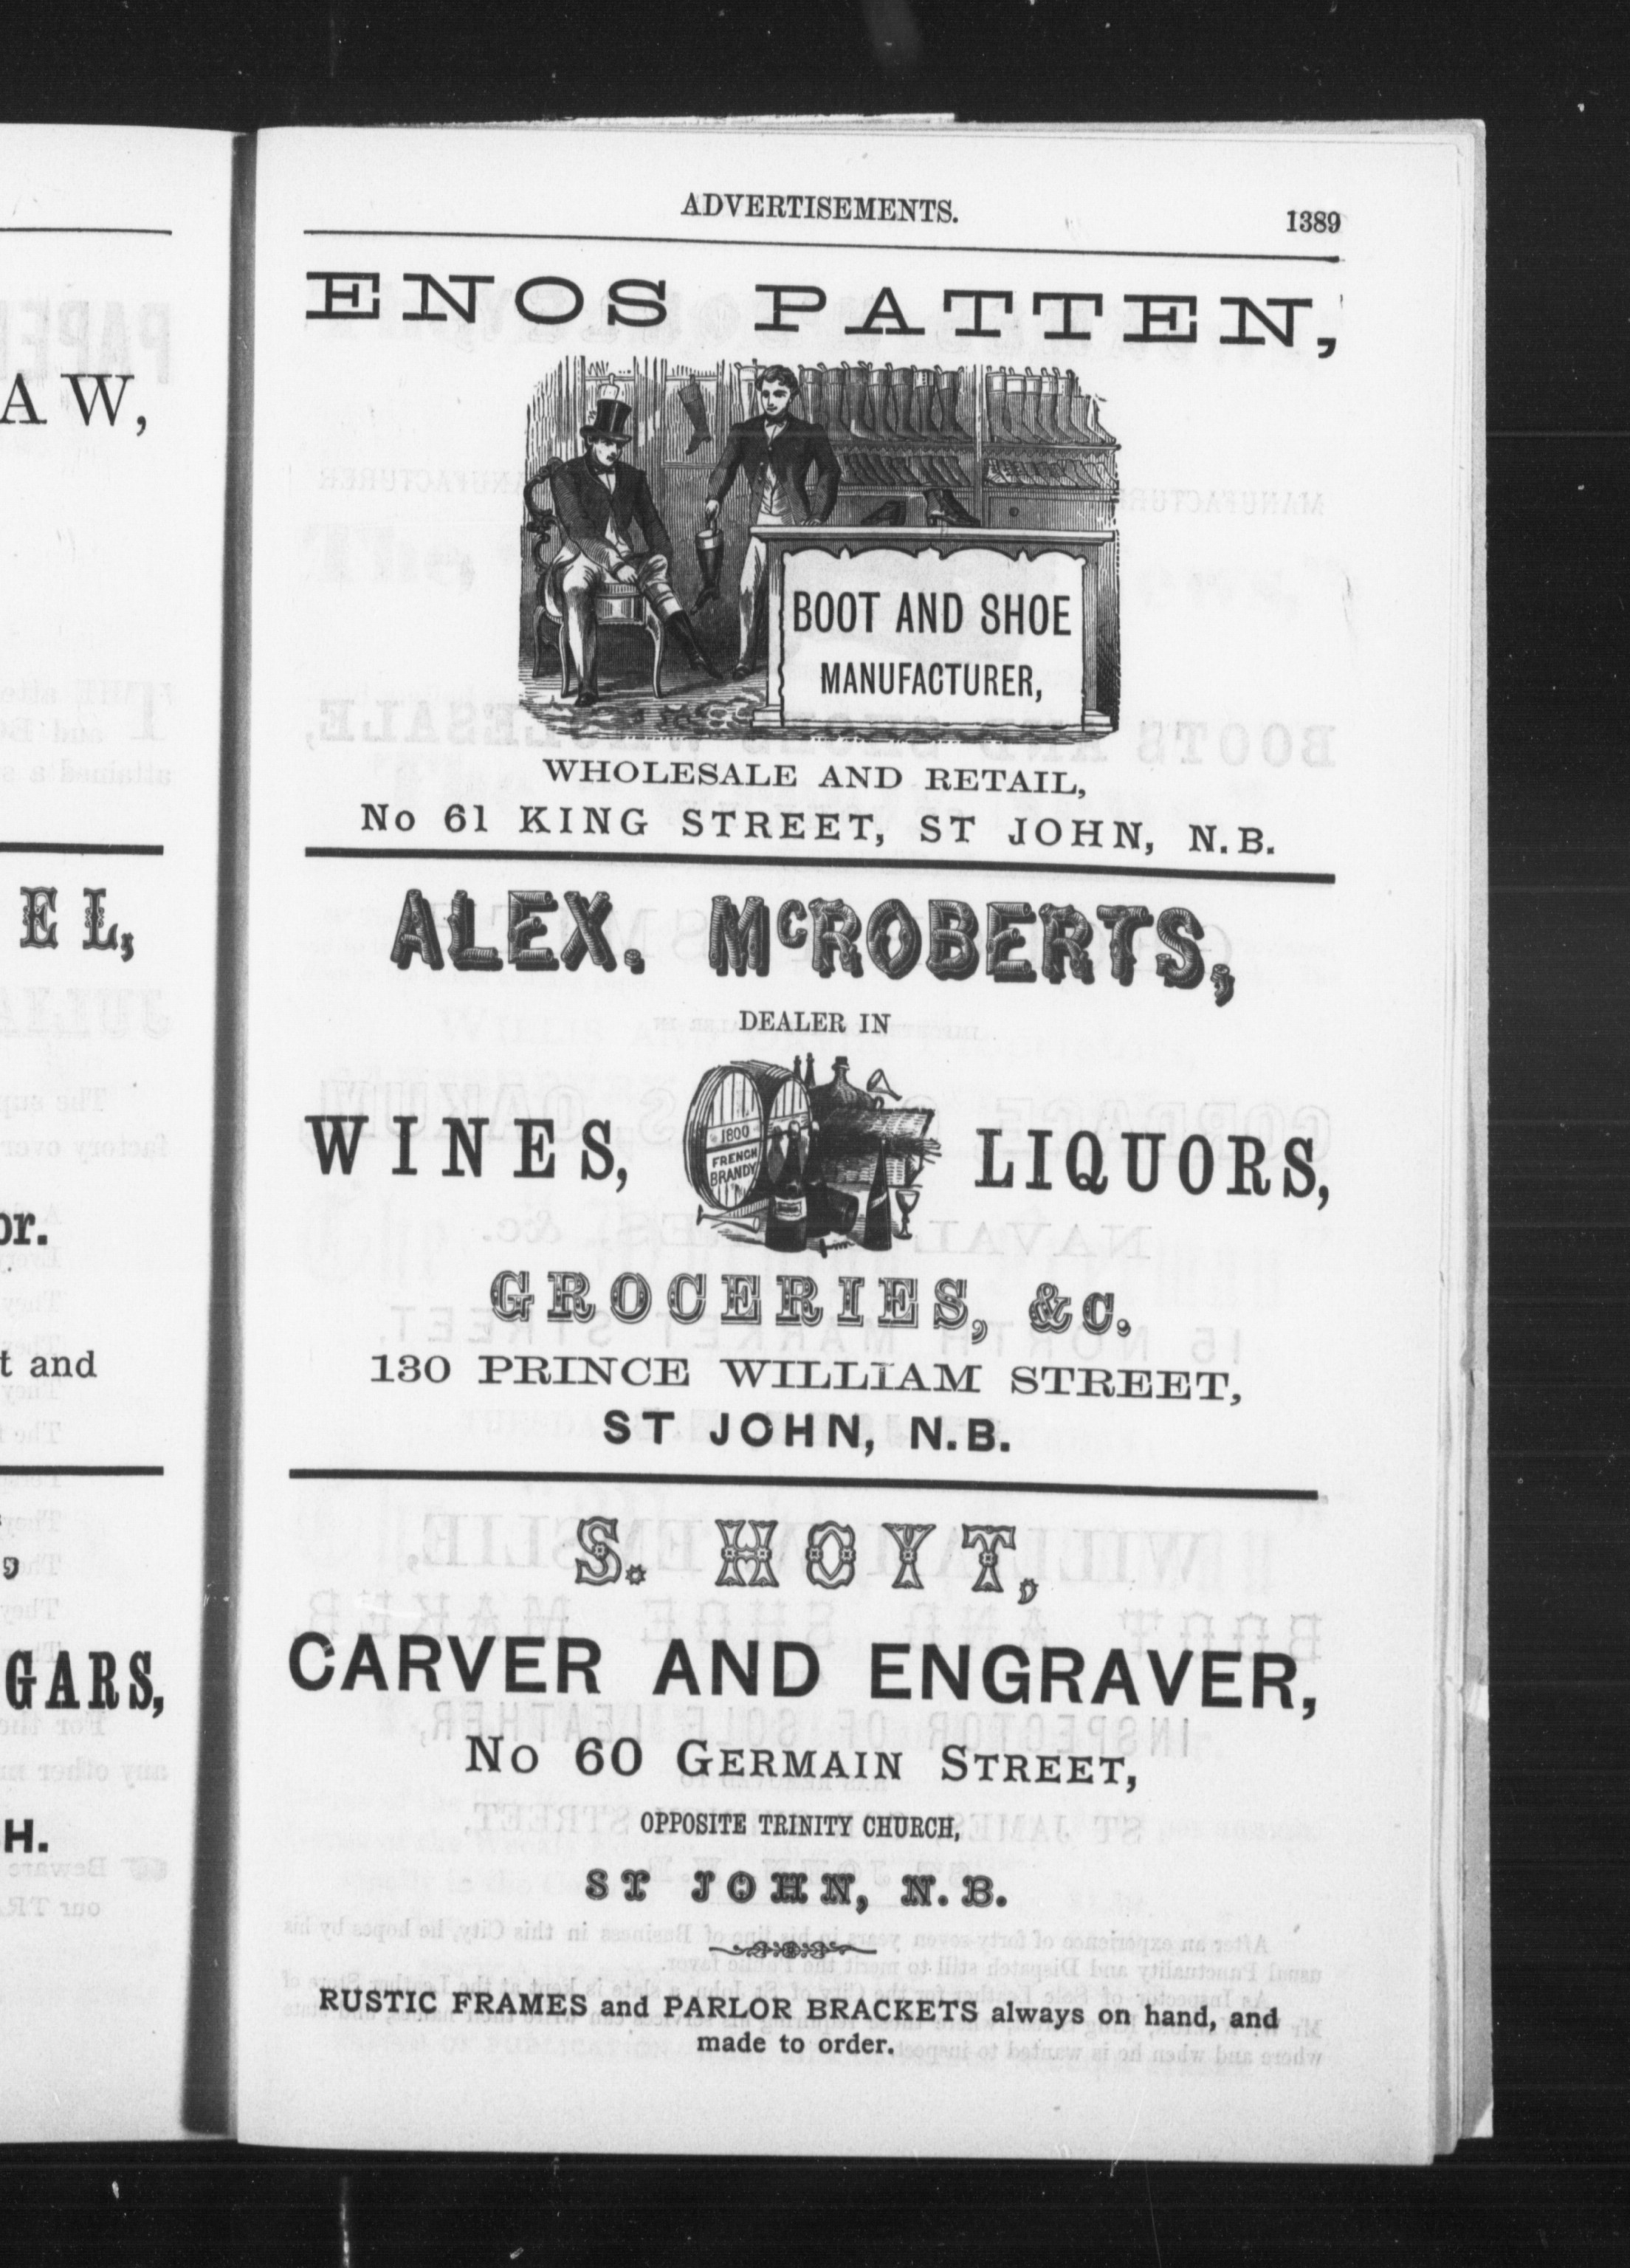 AW,
EL,
or.
t and
,
GARS,
H.
ADVERTISEMENTS.
1389
ENOS PATTEN,
BOOT AND SHOE
MANUFACTURER,
WHOLESALE AND RETAIL,
No 61 KING STREET, ST JOHN, N.B.
ALEX. McROBERTS,
DEALER IN
1800
FRENCH
BRANDY
WINES, LIQUORS,
GROCERIES, &c.
130 PRINCE WILLIAM STREET,
ST JOHN, N.B.
S. HOYT,
CARVER AND ENGRAVER,
No 60 GERMAIN STREET,
OPPOSITE TRINITY CHURCH,
ST JOHN, N.B.
RUSTIC FRAMES and PARLOR BRACKETS always on hand, and
made to order.